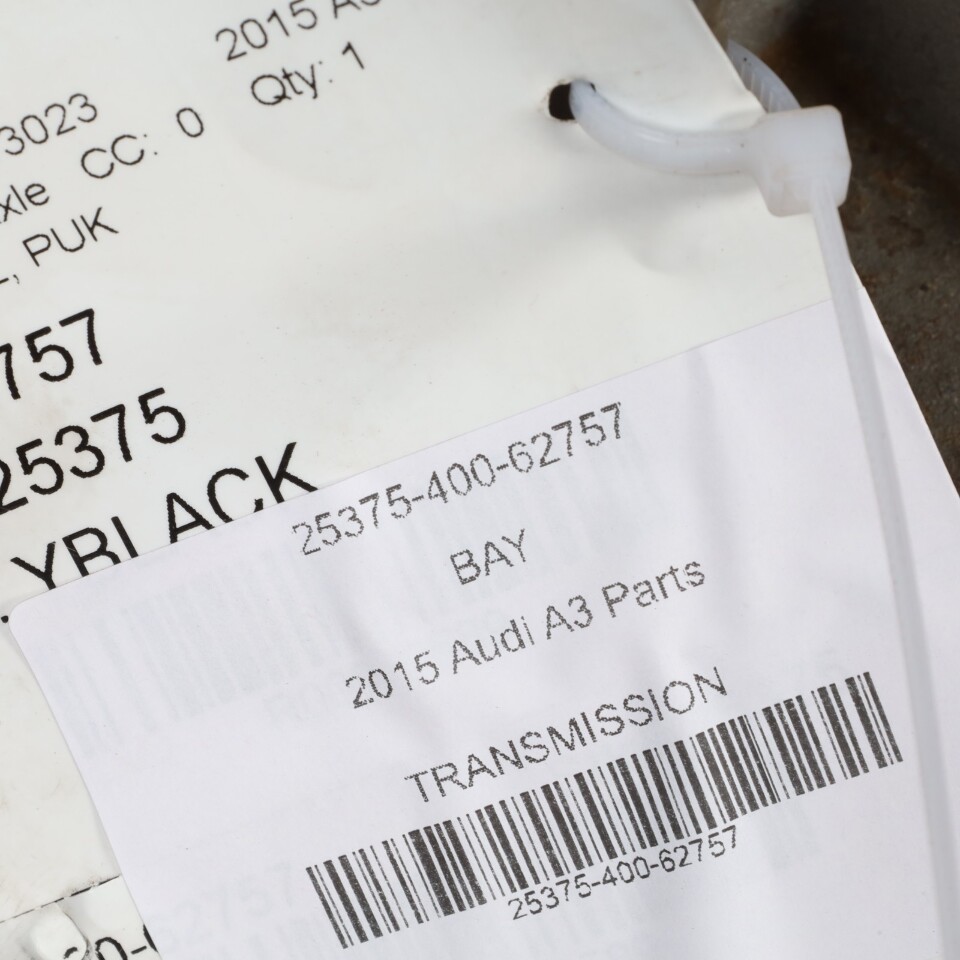 2015 A3
Qty: 1
3023
xle CC: 0
L, PUK
757
25375
YBLACK
25375-400-62757
BAY
2015 Audi A3 Parts
TRANSMISSION
25375-400-62757